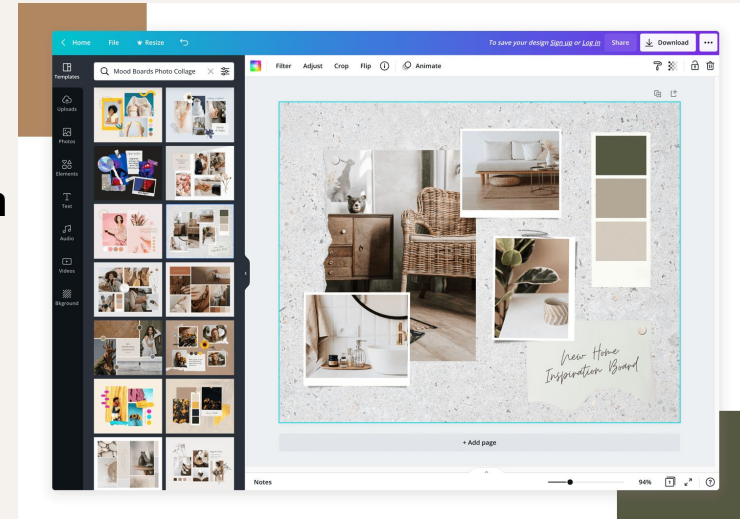 Home File Resize To save your design Sign up or Log in Share Download
Templates
Mood Boards Photo Collage
Filter Adjust Crop Flip Animate
Uploads
Photos
Elements
Text
Audio
Videos
Bkground
New Home
Inspiration Board
+ Add page
Notes 94% 1